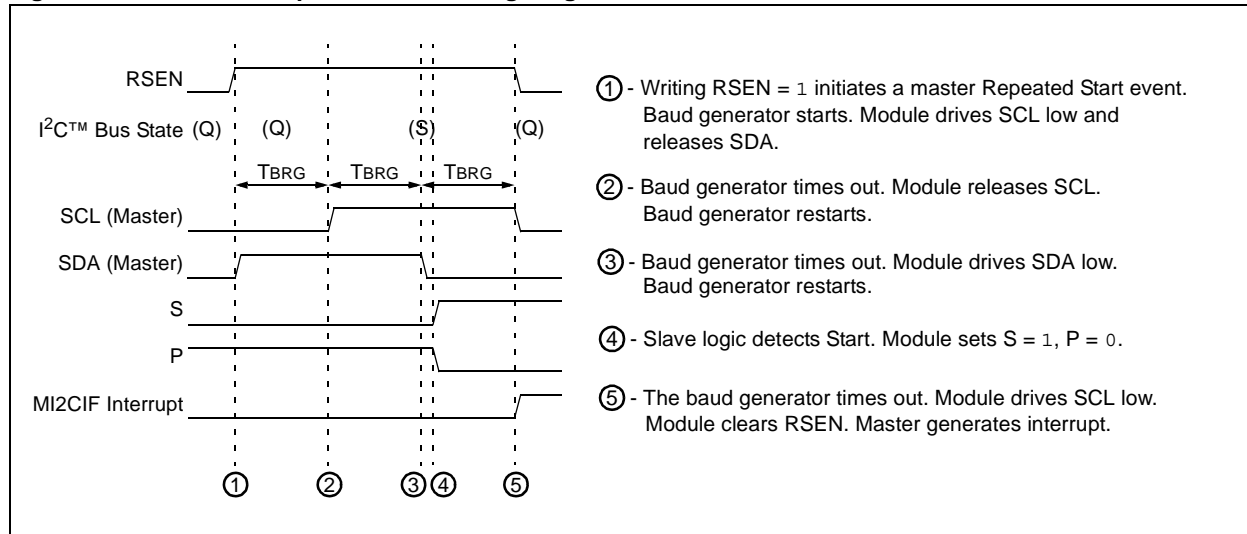 RSEN
I²C™ Bus State (Q) (Q) (S) (Q)
TBRG TBRG TBRG
SCL (Master)
SDA (Master)
S
P
MI2CIF Interrupt
1 2 3 4 5
1 - Writing RSEN = 1 initiates a master Repeated Start event.
Baud generator starts. Module drives SCL low and
releases SDA.
2 - Baud generator times out. Module releases SCL.
Baud generator restarts.
3 - Baud generator times out. Module drives SDA low.
Baud generator restarts.
4 - Slave logic detects Start. Module sets S = 1, P = 0.
5 - The baud generator times out. Module drives SCL low.
Module clears RSEN. Master generates interrupt.